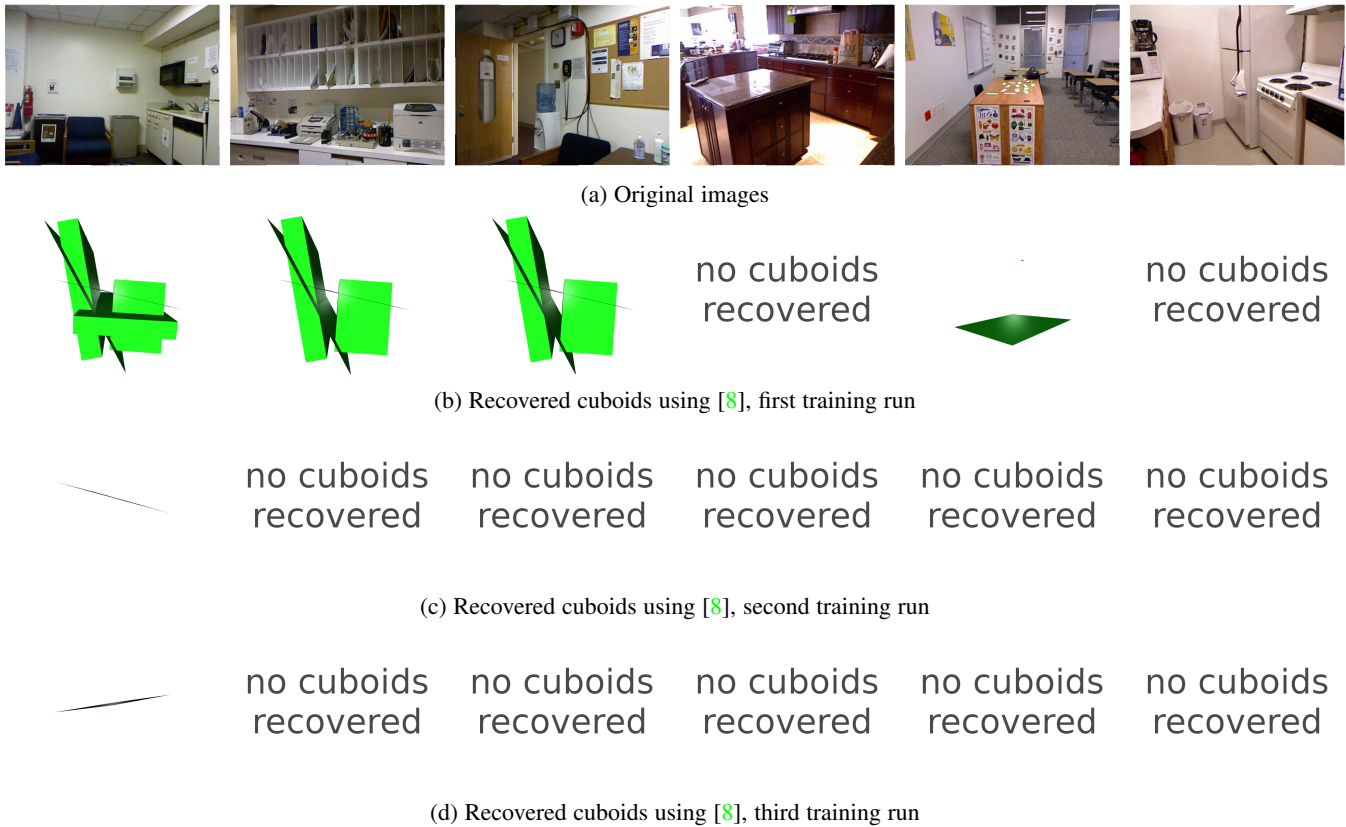 (a) Original images
no cuboids
recovered
no cuboids
recovered
(b) Recovered cuboids using [8], first training run
no cuboids
recovered
no cuboids
recovered
no cuboids
recovered
no cuboids
recovered
no cuboids
recovered
(c) Recovered cuboids using [8], second training run
no cuboids
recovered
no cuboids
recovered
no cuboids
recovered
no cuboids
recovered
no cuboids
recovered
(d) Recovered cuboids using [8], third training run